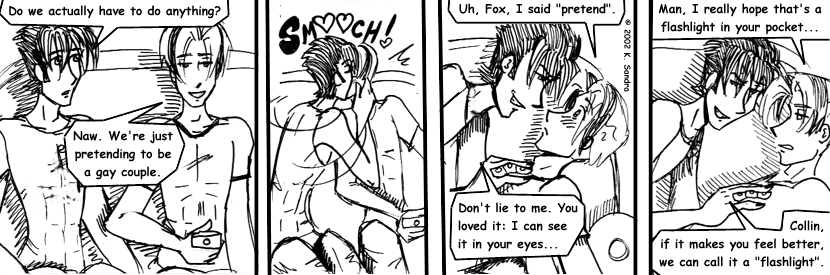 Do we actually have to do anything?
Naw. We're just
pretending to be
a gay couple.
SM♡♡CH!
Uh, Fox, I said "pretend".
© 2002 K. Sandra
Don't lie to me. You
loved it: I can see
it in your eyes...
Man, I really hope that's a
flashlight in your pocket...
Collin,
if it makes you feel better,
we can call it a "flashlight".